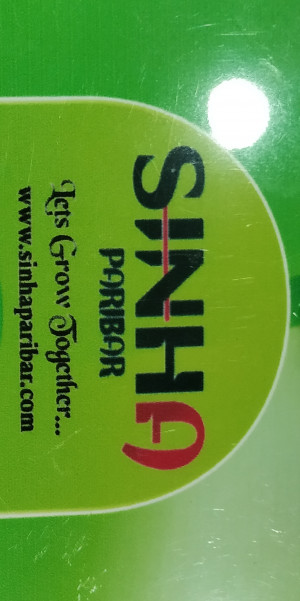 SINHA
PARIBAR
Lets Grow Together...
www.sinhaparibar.com